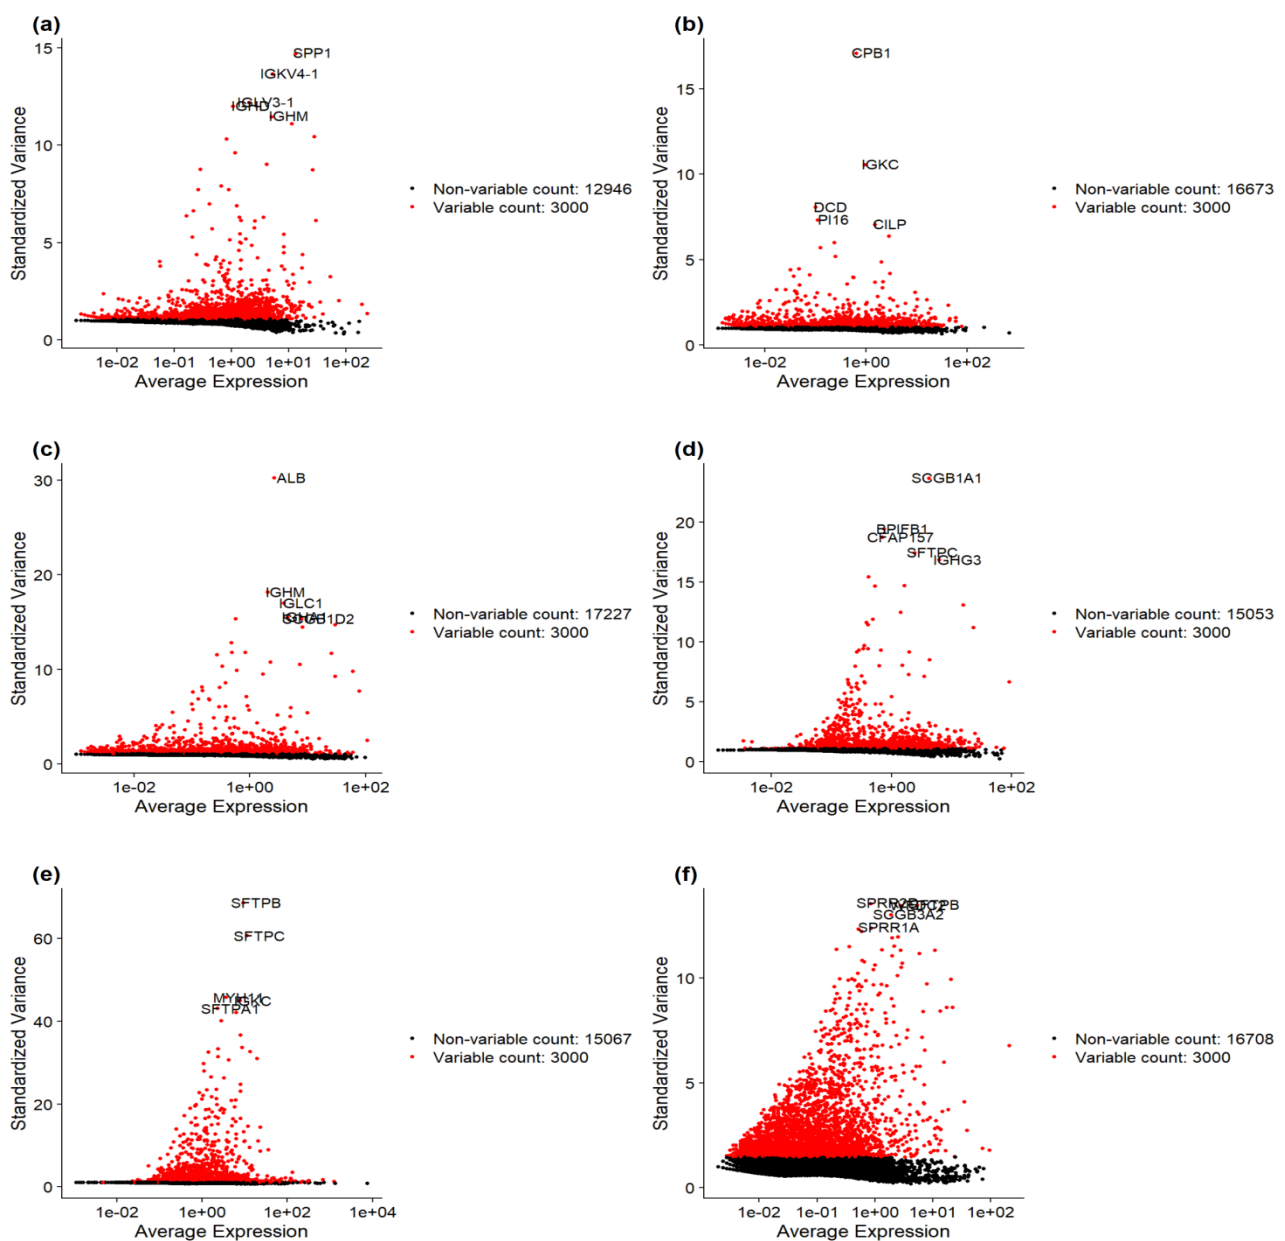 (a)
15
10
5
0
Standardized Variance
SPP1
IGKV4-1
IGLV3-1
IGHD
IGHM
1e-02 1e-01 1e+00 1e+01 1e+02
Average Expression
Non-variable count: 12946
Variable count: 3000
(b)
15
10
5
0
Standardized Variance
CPB1
IGKC
DCD
PI16
CILP
1e-02 1e+00 1e+02
Average Expression
Non-variable count: 16673
Variable count: 3000
(c)
30
20
10
0
Standardized Variance
ALB
IGHM
IGLC1
IGHA1
SCGB1D2
1e-02 1e+00 1e+02
Average Expression
Non-variable count: 17227
Variable count: 3000
(d)
20
15
10
5
0
Standardized Variance
SCGB1A1
BPIFB1
CFAP157
SFTPC
IGHG3
1e-02 1e+00 1e+02
Average Expression
Non-variable count: 15053
Variable count: 3000
(e)
60
40
20
0
Standardized Variance
SFTPB
SFTPC
MYH11
IGKC
SFTPA1
1e-02 1e+00 1e+02 1e+04
Average Expression
Non-variable count: 15067
Variable count: 3000
(f)
10
5
0
Standardized Variance
SFTPB
SCGB3A2
SPRR1A
1e-02 1e-01 1e+00 1e+01 1e+02
Average Expression
Non-variable count: 16708
Variable count: 3000